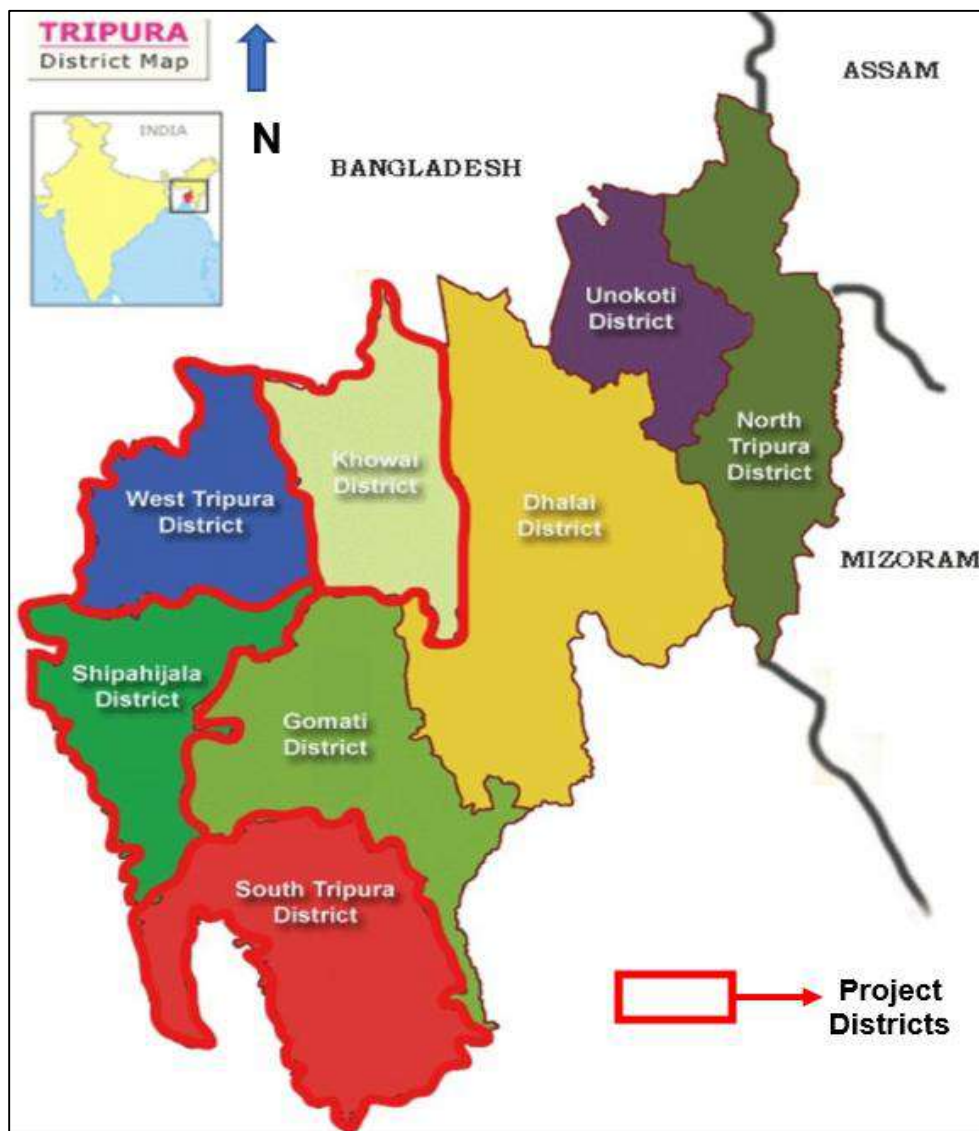 TRIPURA
District Map
N
INDIA
ASSAM
BANGLADESH
Unokoti
District
North
Tripura
District
Khowai
District
West Tripura
District
Dhalai
District
MIZORAM
Shipahijala
District
Gomati
District
South Tripura
District
Project
Districts